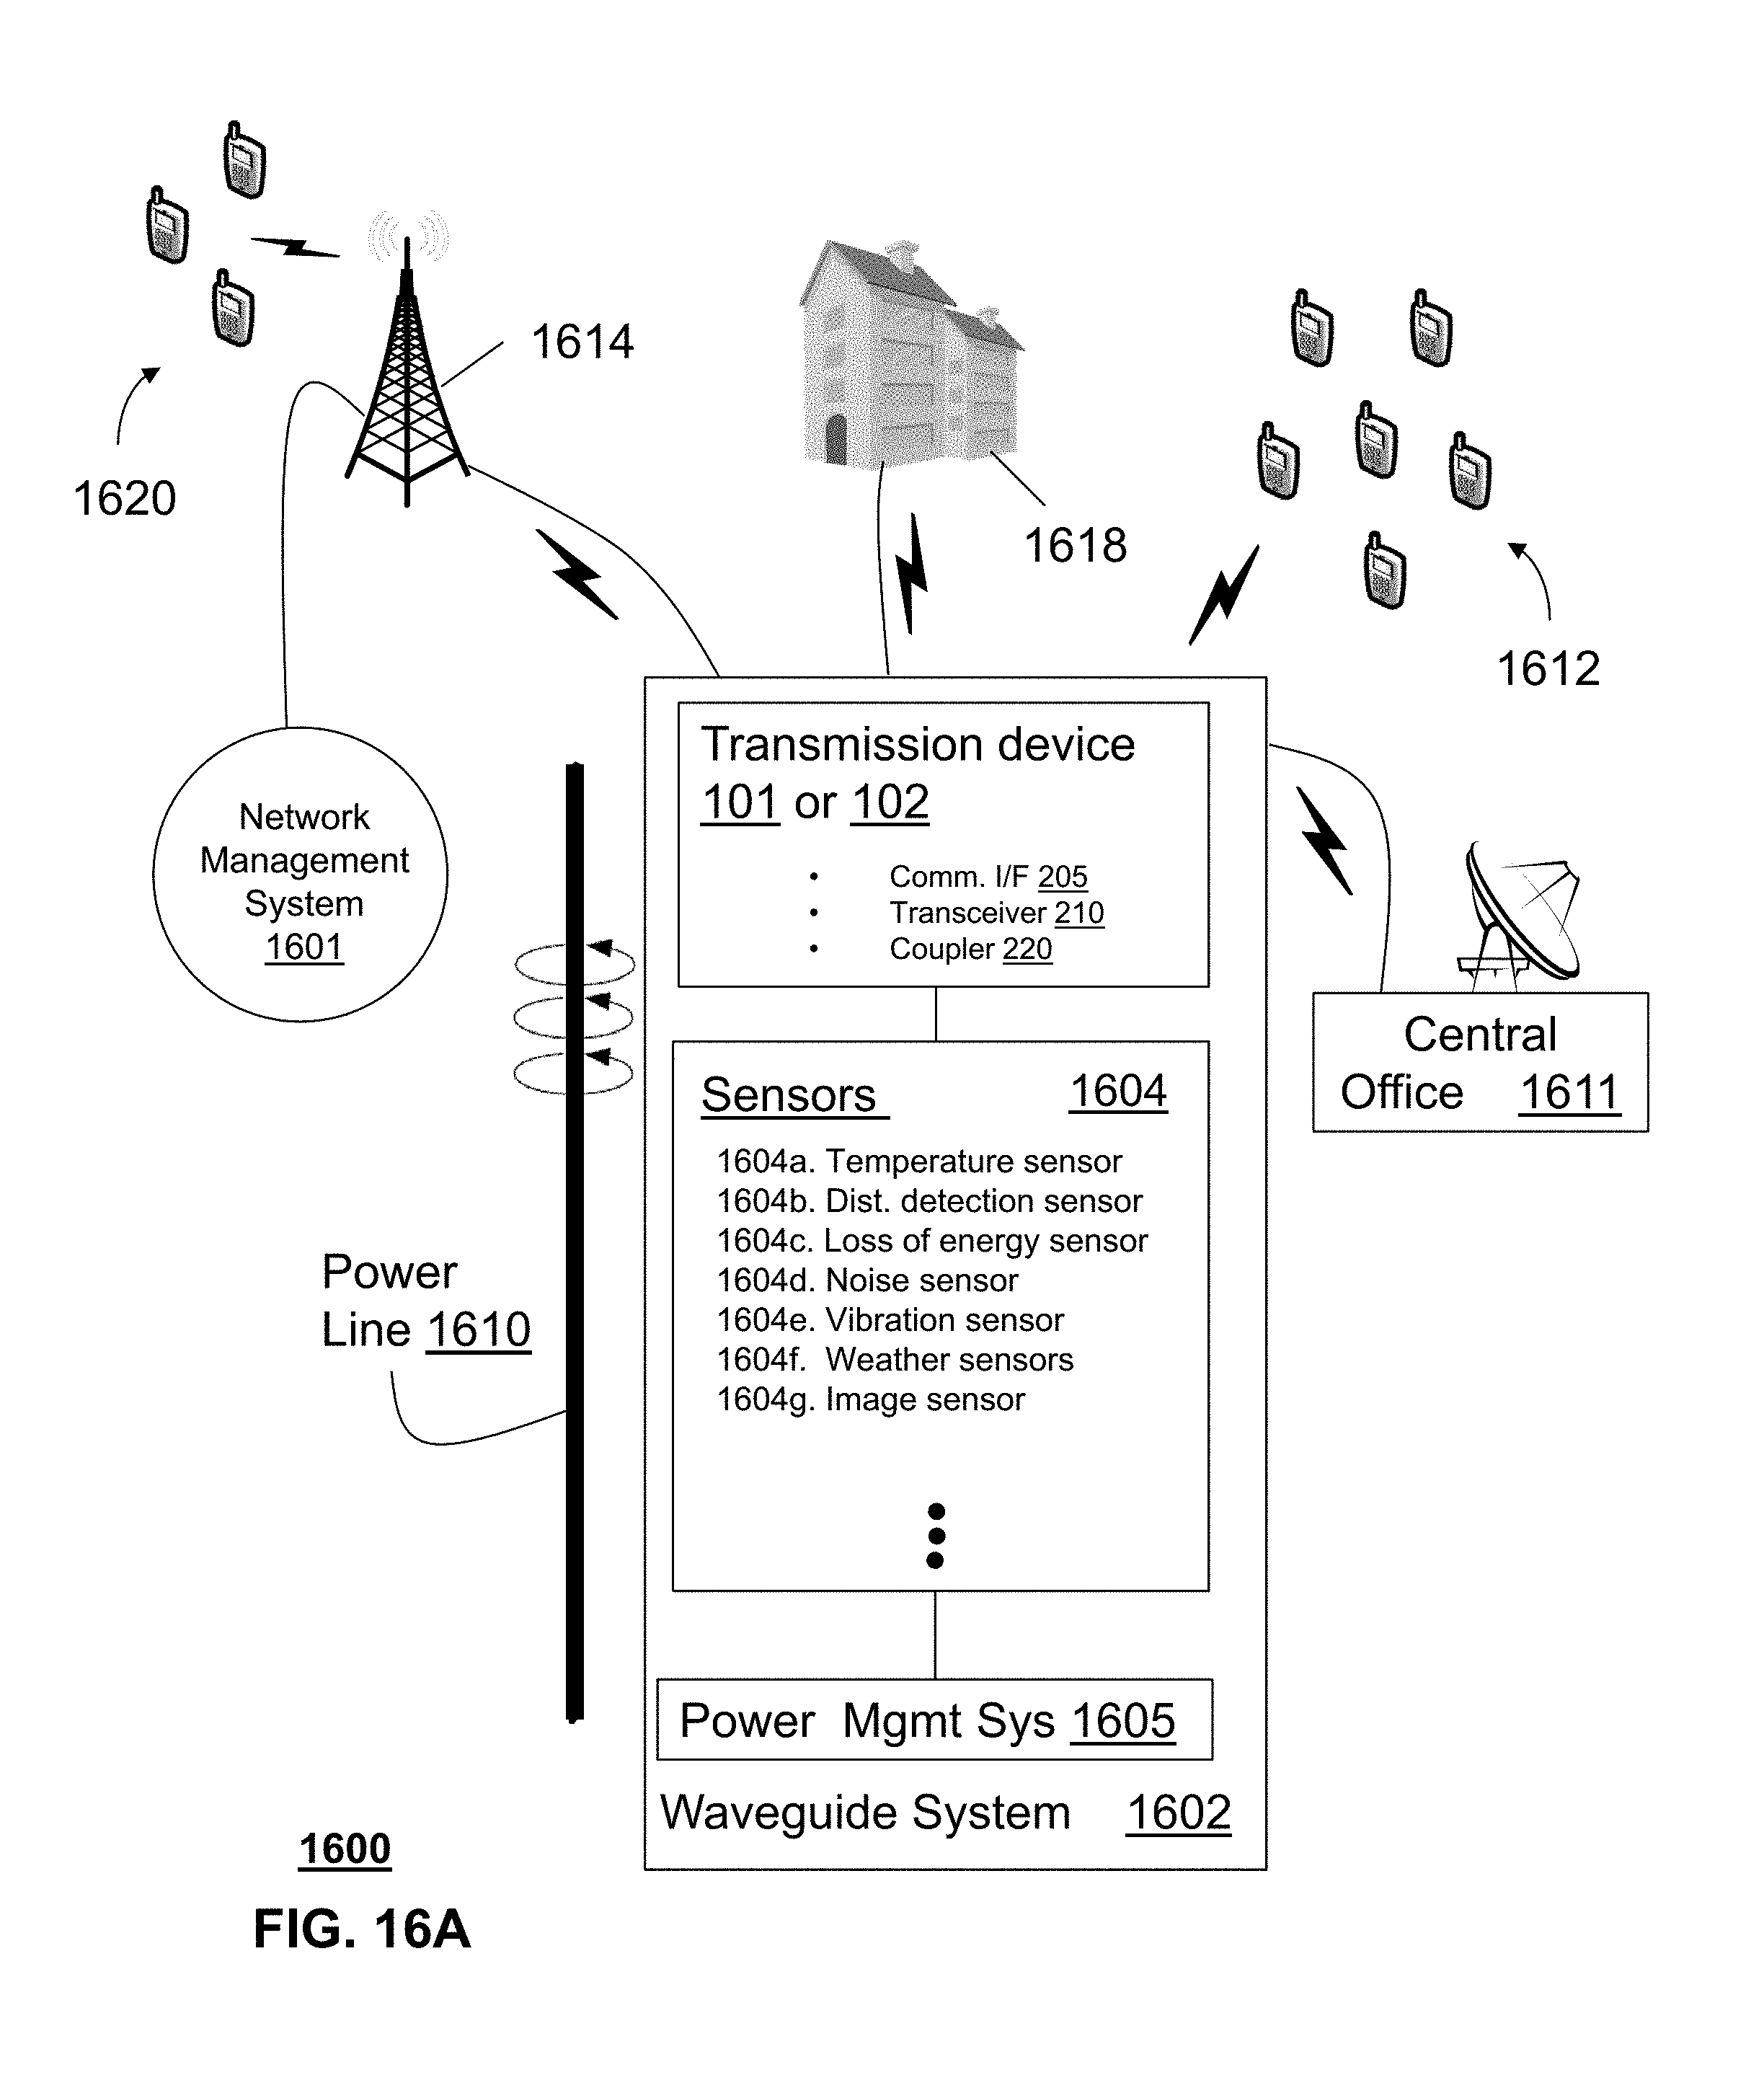 1614
1620
1618
1612
Network
Management
System
1601
Transmission device
101 or 102
• Comm. I/F 205
• Transceiver 210
• Coupler 220
Central
Office 1611
Sensors 1604
1604a. Temperature sensor
1604b. Dist. detection sensor
1604c. Loss of energy sensor
1604d. Noise sensor
1604e. Vibration sensor
1604f. Weather sensors
1604g. Image sensor
Power
Line 1610
Power Mgmt Sys 1605
Waveguide System 1602
1600
FIG. 16A